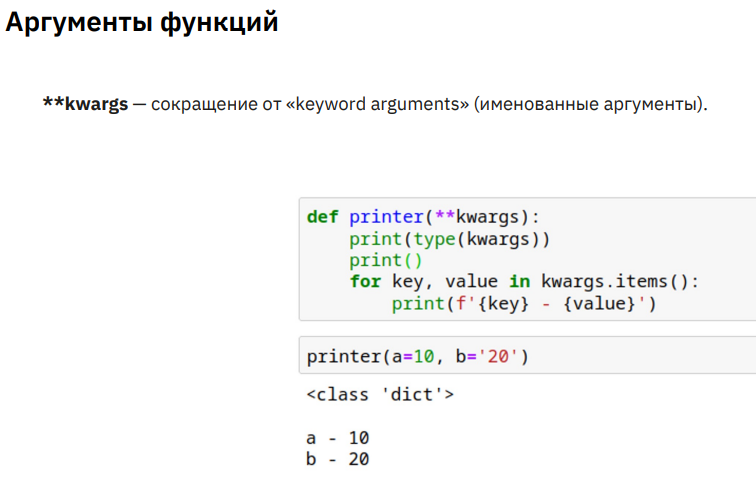 Аргументы функций
**kwargs — сокращение от «keyword arguments» (именованные аргументы).
def printer(**kwargs):
    print(type(kwargs))
    print()
    for key, value in kwargs.items():
        print(f'{key} - {value}')
printer(a=10, b='20')
<class 'dict'>
a - 10
b - 20